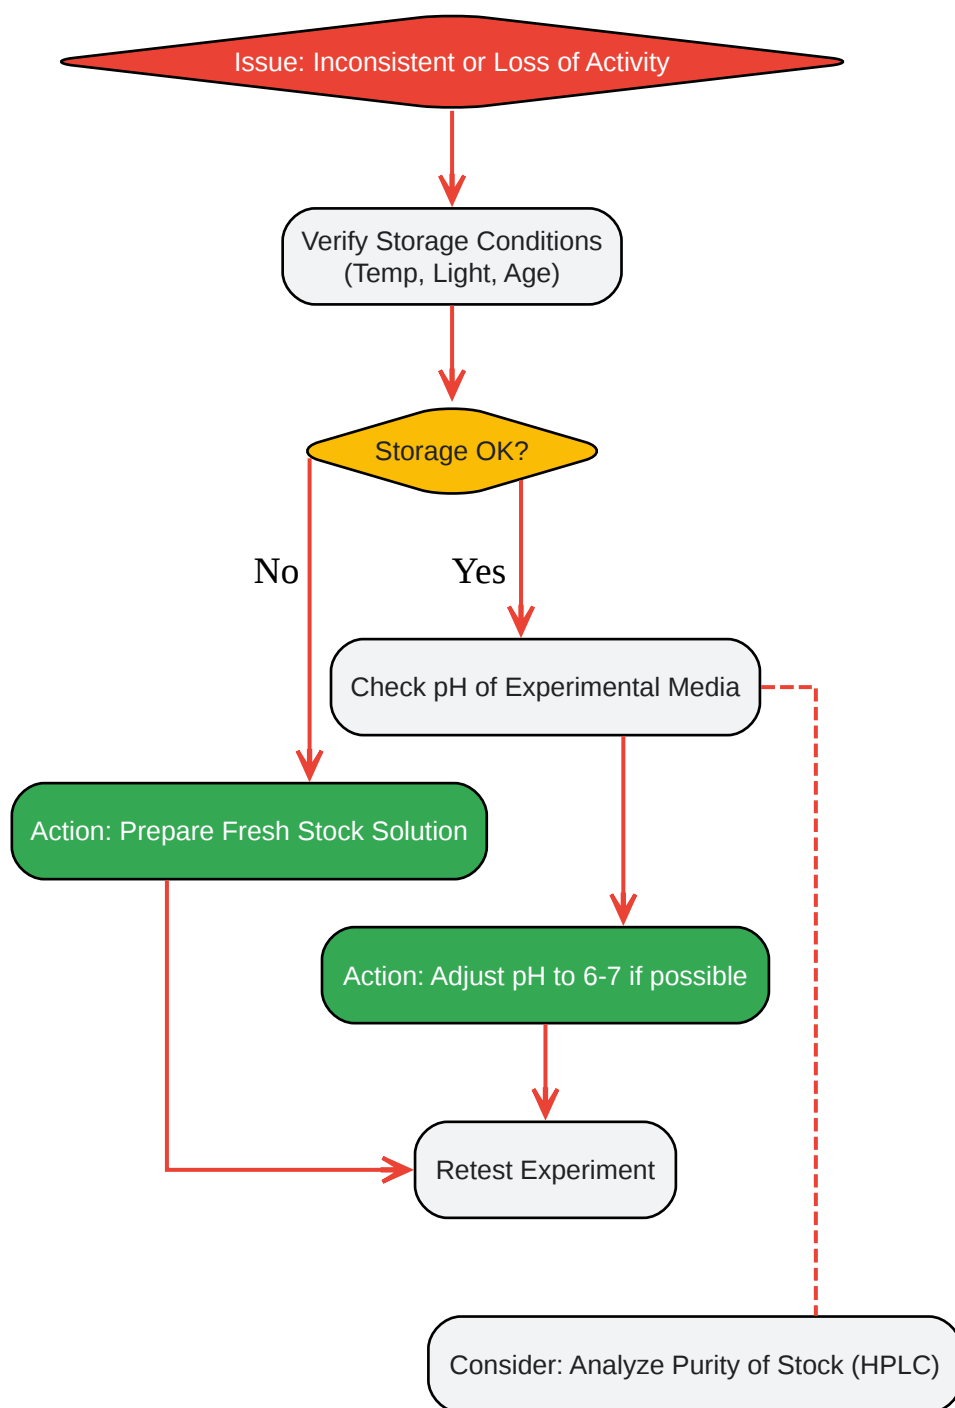 Issue: Inconsistent or Loss of Activity
Verify Storage Conditions
(Temp, Light, Age)
Storage OK?
No
Yes
Check pH of Experimental Media
Action: Prepare Fresh Stock Solution
Action: Adjust pH to 6-7 if possible
Retest Experiment
Consider: Analyze Purity of Stock (HPLC)